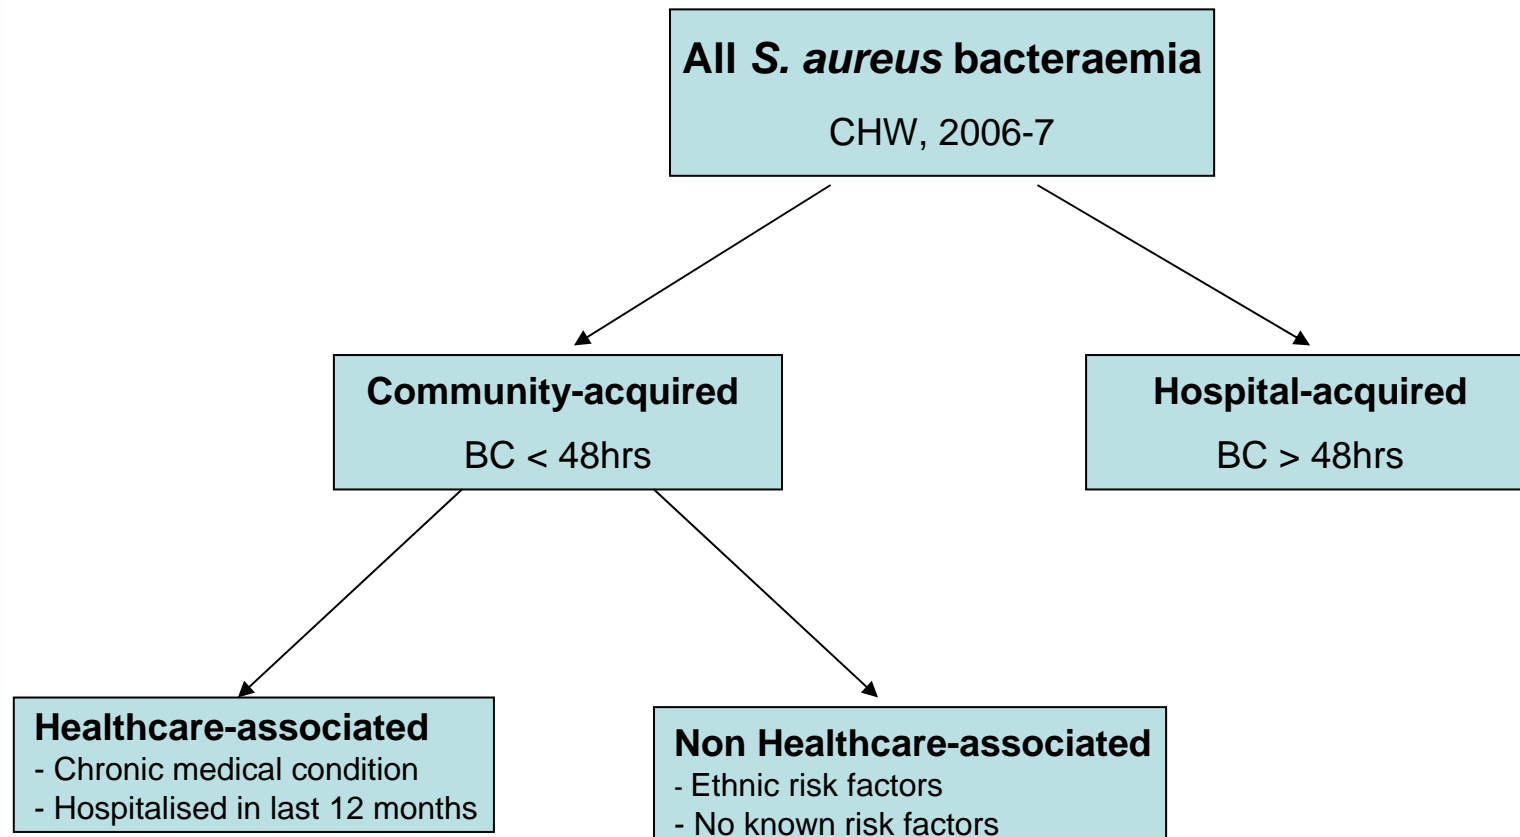 All S. aureus bacteraemia
CHW, 2006-7
Community-acquired
BC < 48hrs
Hospital-acquired
BC > 48hrs
Healthcare-associated
- Chronic medical condition
- Hospitalised in last 12 months
Non Healthcare-associated
- Ethnic risk factors
- No known risk factors